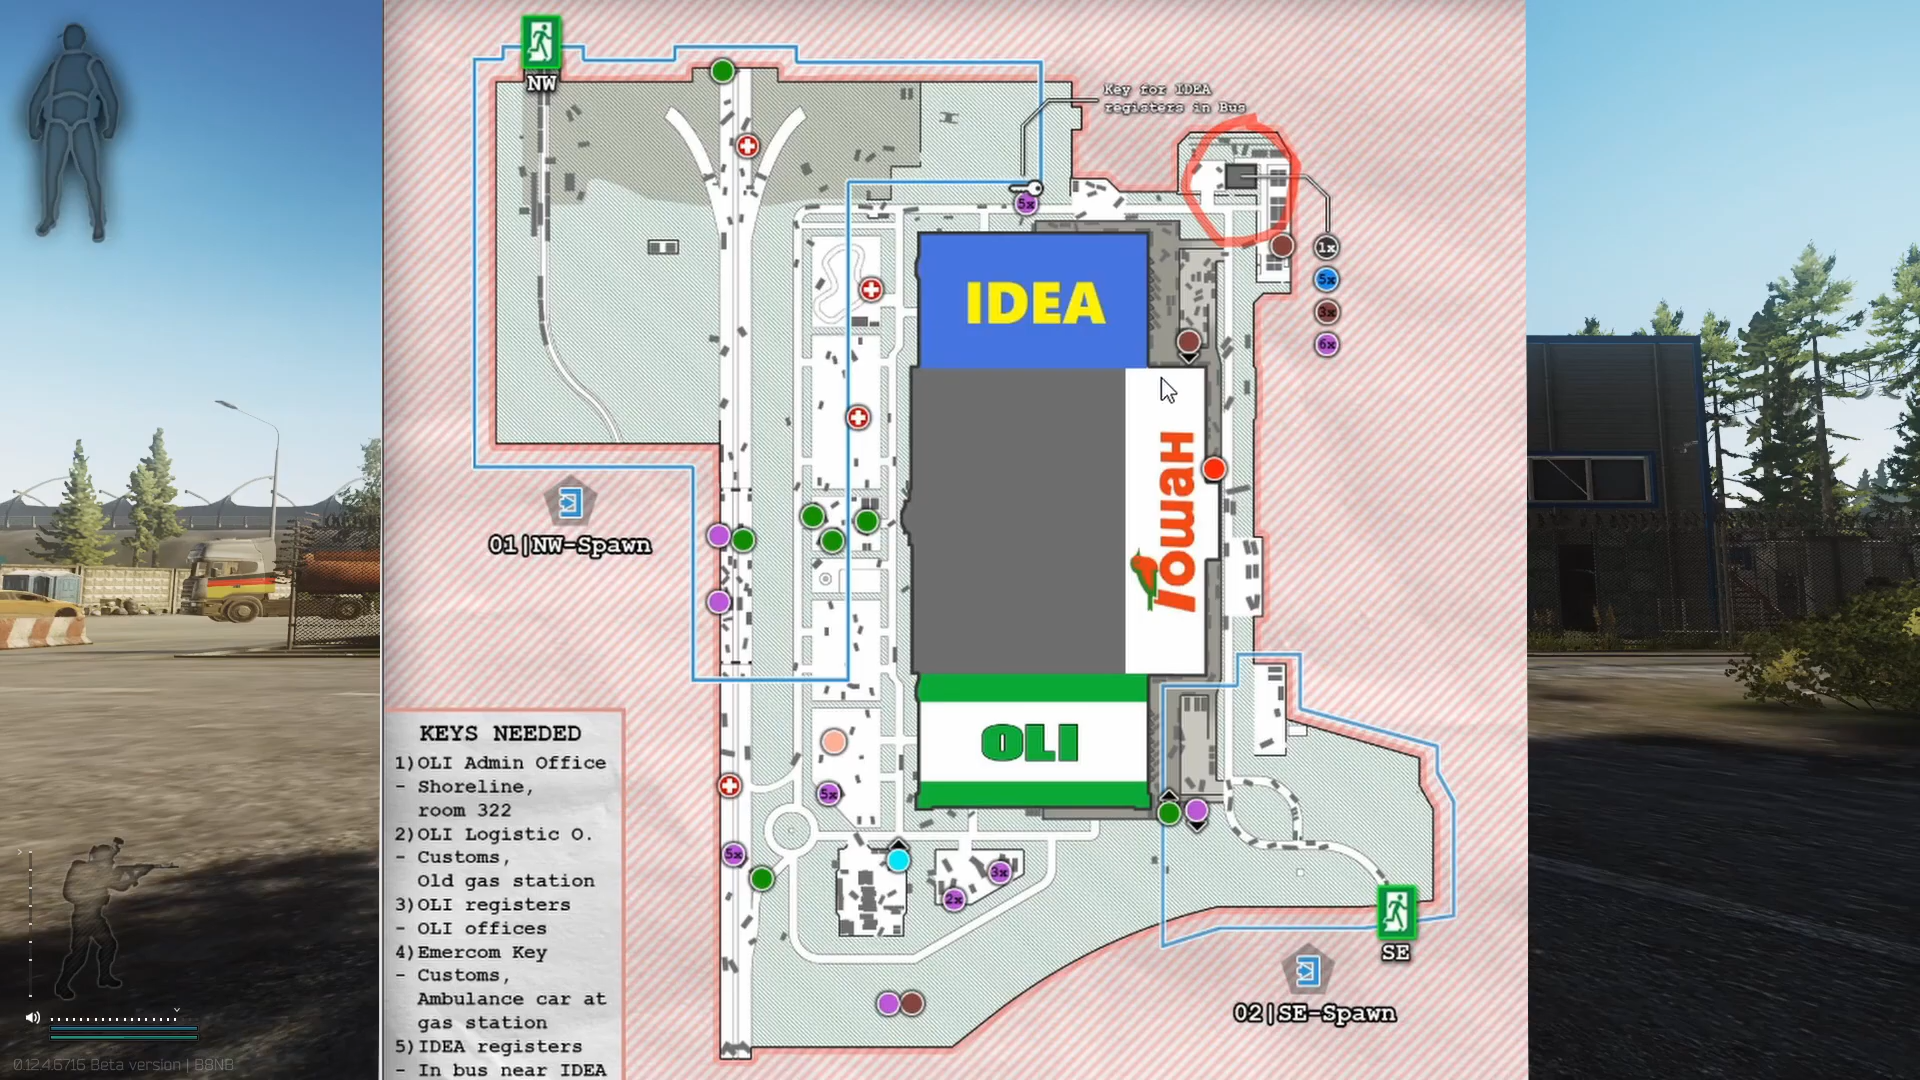 NW
Key for IDEA
registers in Bus
5x
1x
5x
3x
6x
IDEA
гошан
01|NW-Spawn
OLI
5x
5x
3x
2x
SE
02|SE-Spawn
KEYS NEEDED
1)OLI Admin Office
- Shoreline,
room 322
2)OLI Logistic O.
- Customs,
Old gas station
3)OLI registers
- OLI offices
4)Emercom Key
- Customs,
Ambulance car at
gas station
5)IDEA registers
- In bus near IDEA
0.12.4.6716 Beta version | B8NB